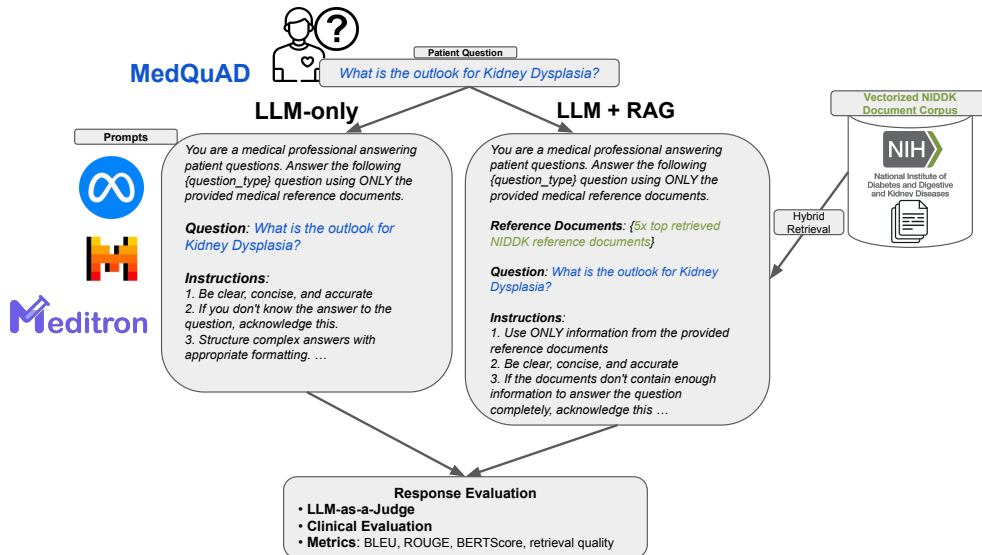 Patient Question
MedQuAD
What is the outlook for Kidney Dysplasia?
?
LLM-only
LLM + RAG
Vectorized NIDDK
Document Corpus
Prompts
You are a medical professional answering
patient questions. Answer the following
{question_type} question using ONLY the
provided medical reference documents.
Question: What is the outlook for
Kidney Dysplasia?
Instructions:
1. Be clear, concise, and accurate
2. If you don't know the answer to the
question, acknowledge this.
3. Structure complex answers with
appropriate formatting. …
Meditron
You are a medical professional answering
patient questions. Answer the following
{question_type} question using ONLY the
provided medical reference documents.
Reference Documents: {5x top retrieved
NIDDK reference documents}
Question: What is the outlook for Kidney
Dysplasia?
Instructions:
1. Use ONLY information from the provided
reference documents
2. Be clear, concise, and accurate
3. If the documents don't contain enough
information to answer the question
completely, acknowledge this …
NIH
National Institute of
Diabetes and Digestive
and Kidney Diseases
Hybrid
Retrieval
Response Evaluation
• LLM-as-a-Judge
• Clinical Evaluation
• Metrics: BLEU, ROUGE, BERTScore, retrieval quality